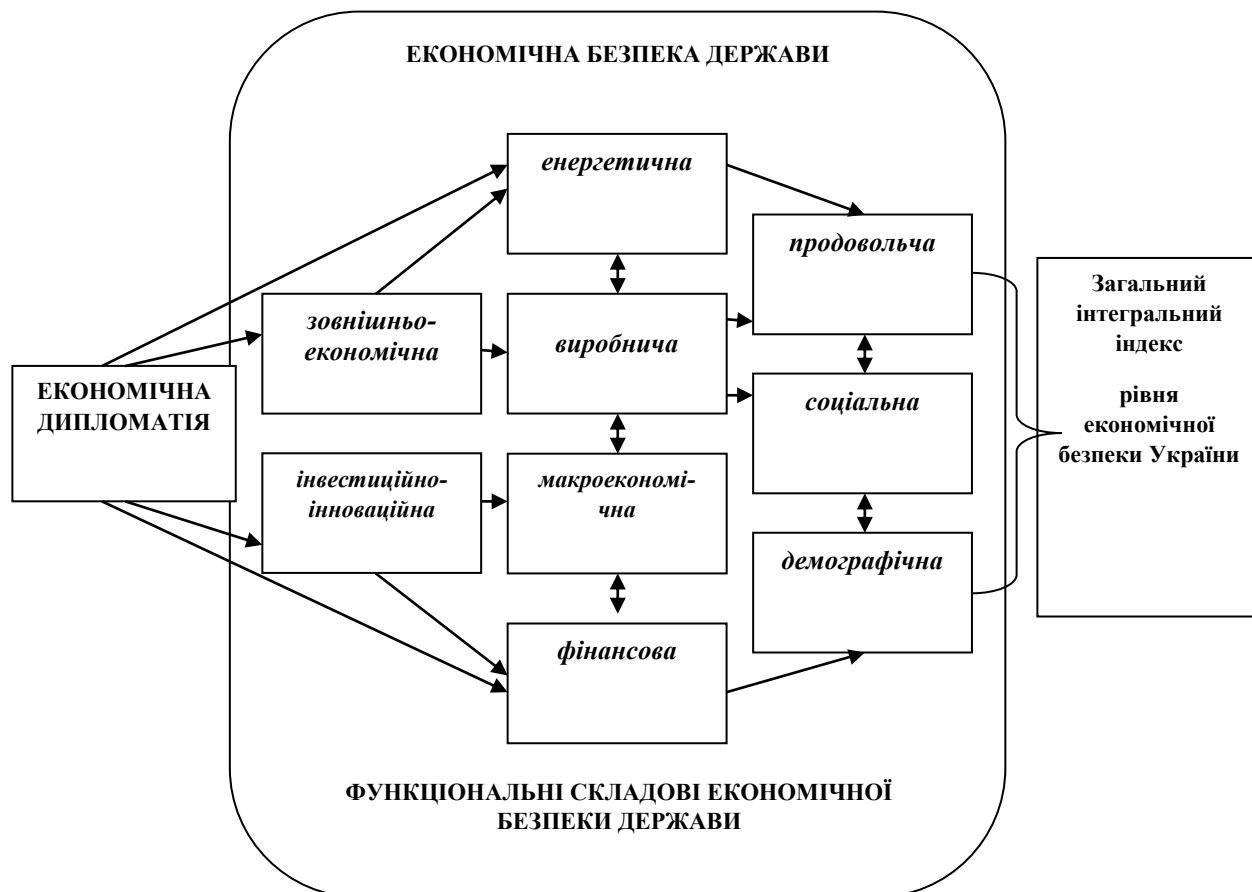 ЕКОНОМІЧНА БЕЗПЕКА ДЕРЖАВИ
енергетична
продовольча
зовнішньо-
економічна
виробнича
Загальний
інтегральний
індекс
рівня
економічної
безпеки України
ЕКОНОМІЧНА
ДИПЛОМАТІЯ
соціальна
інвестиційно-
інноваційна
макроекономі-
чна
демографічна
фінансова
ФУНКЦІОНАЛЬНІ СКЛАДОВІ ЕКОНОМІЧНОЇ
БЕЗПЕКИ ДЕРЖАВИ